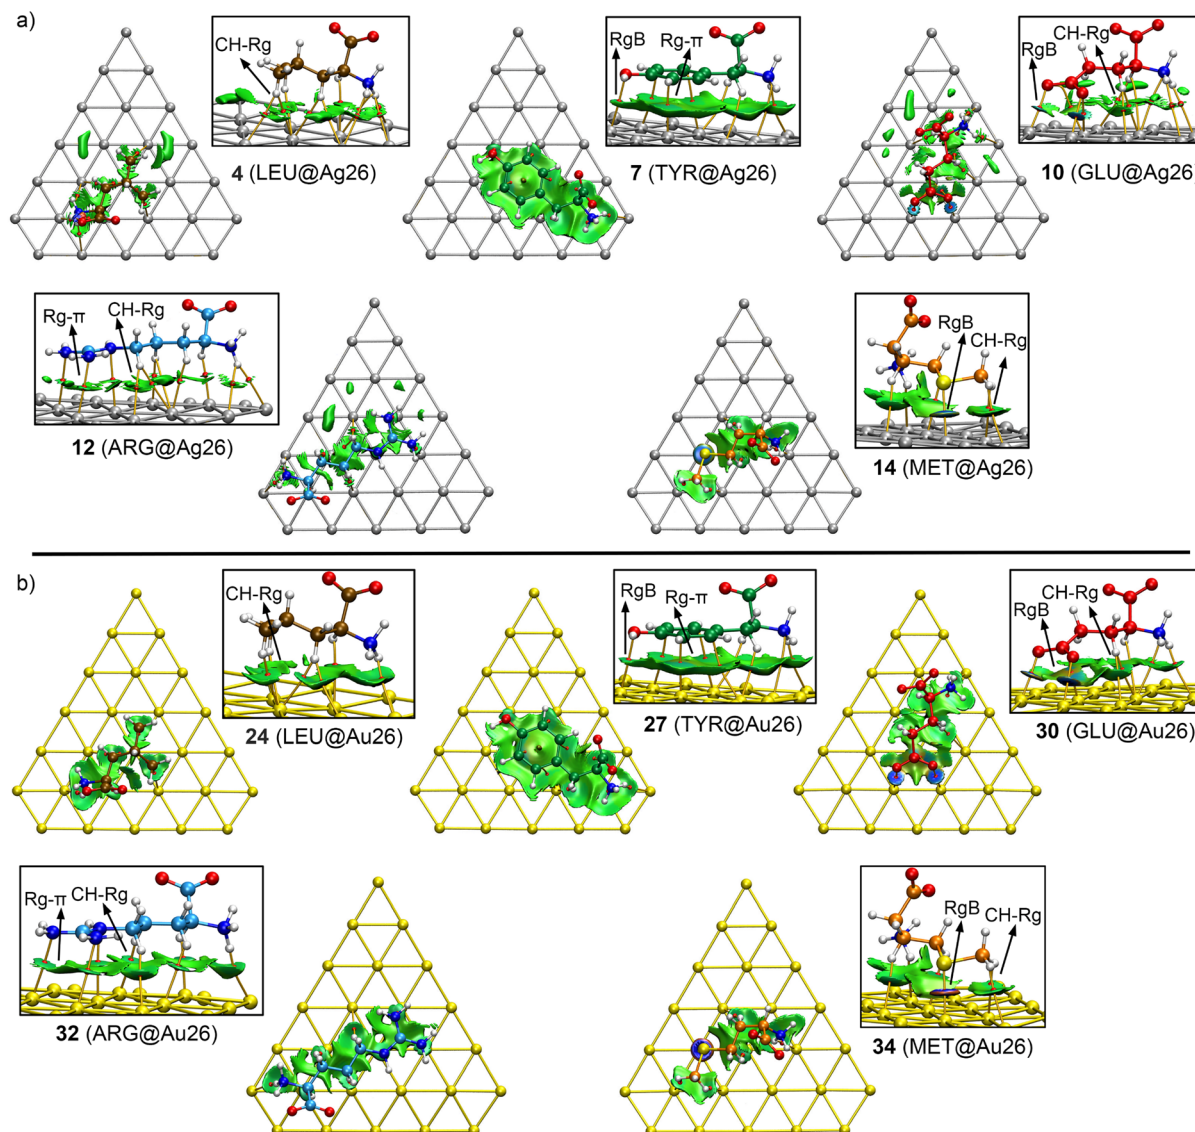 a)
CH-Rg
4 (LEU@Ag26)
RgB
Rg-π
7 (TYR@Ag26)
CH-Rg
RgB
10 (GLU@Ag26)
Rg-π
CH-Rg
12 (ARG@Ag26)
RgB
CH-Rg
14 (MET@Ag26)
b)
CH-Rg
24 (LEU@Au26)
RgB
Rg-π
27 (TYR@Au26)
CH-Rg
RgB
30 (GLU@Au26)
Rg-π
CH-Rg
32 (ARG@Au26)
RgB
CH-Rg
34 (MET@Au26)